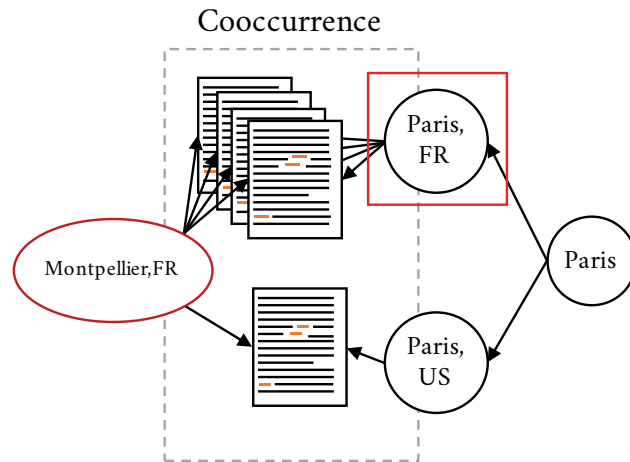 Cooccurrence
Paris,
FR
Montpellier,FR
Paris
Paris,
US